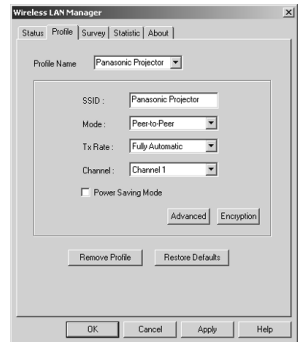 Wireless LAN Manager
Status Profile Survey Statistic About
Profile Name Panasonic Projector
SSID : Panasonic Projector
Mode : Peer-to-Peer
Tx Rate : Fully Automatic
Channel : Channel 1
Power Saving Mode
Advanced Encryption
Remove Profile Restore Defaults
OK Cancel Apply Help